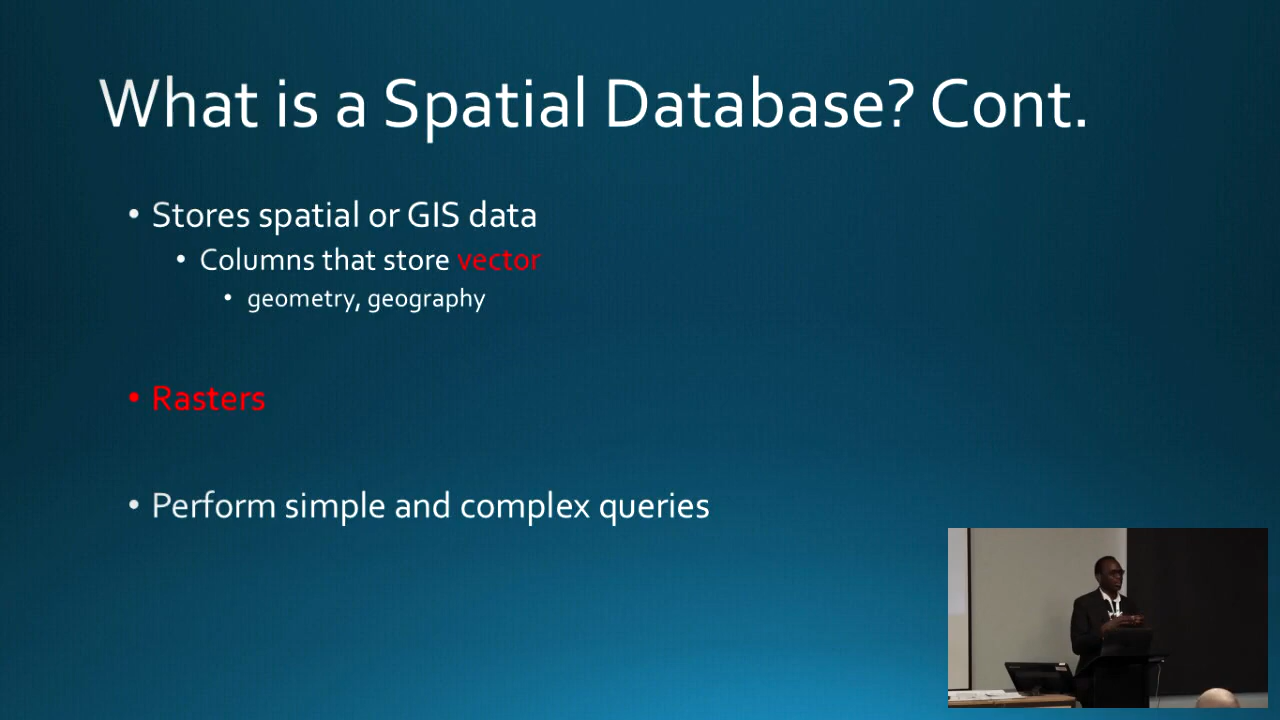 What is a Spatial Database? Cont.
• Stores spatial or GIS data
• Columns that store vector
• geometry, geography
• Rasters
• Perform simple and complex queries